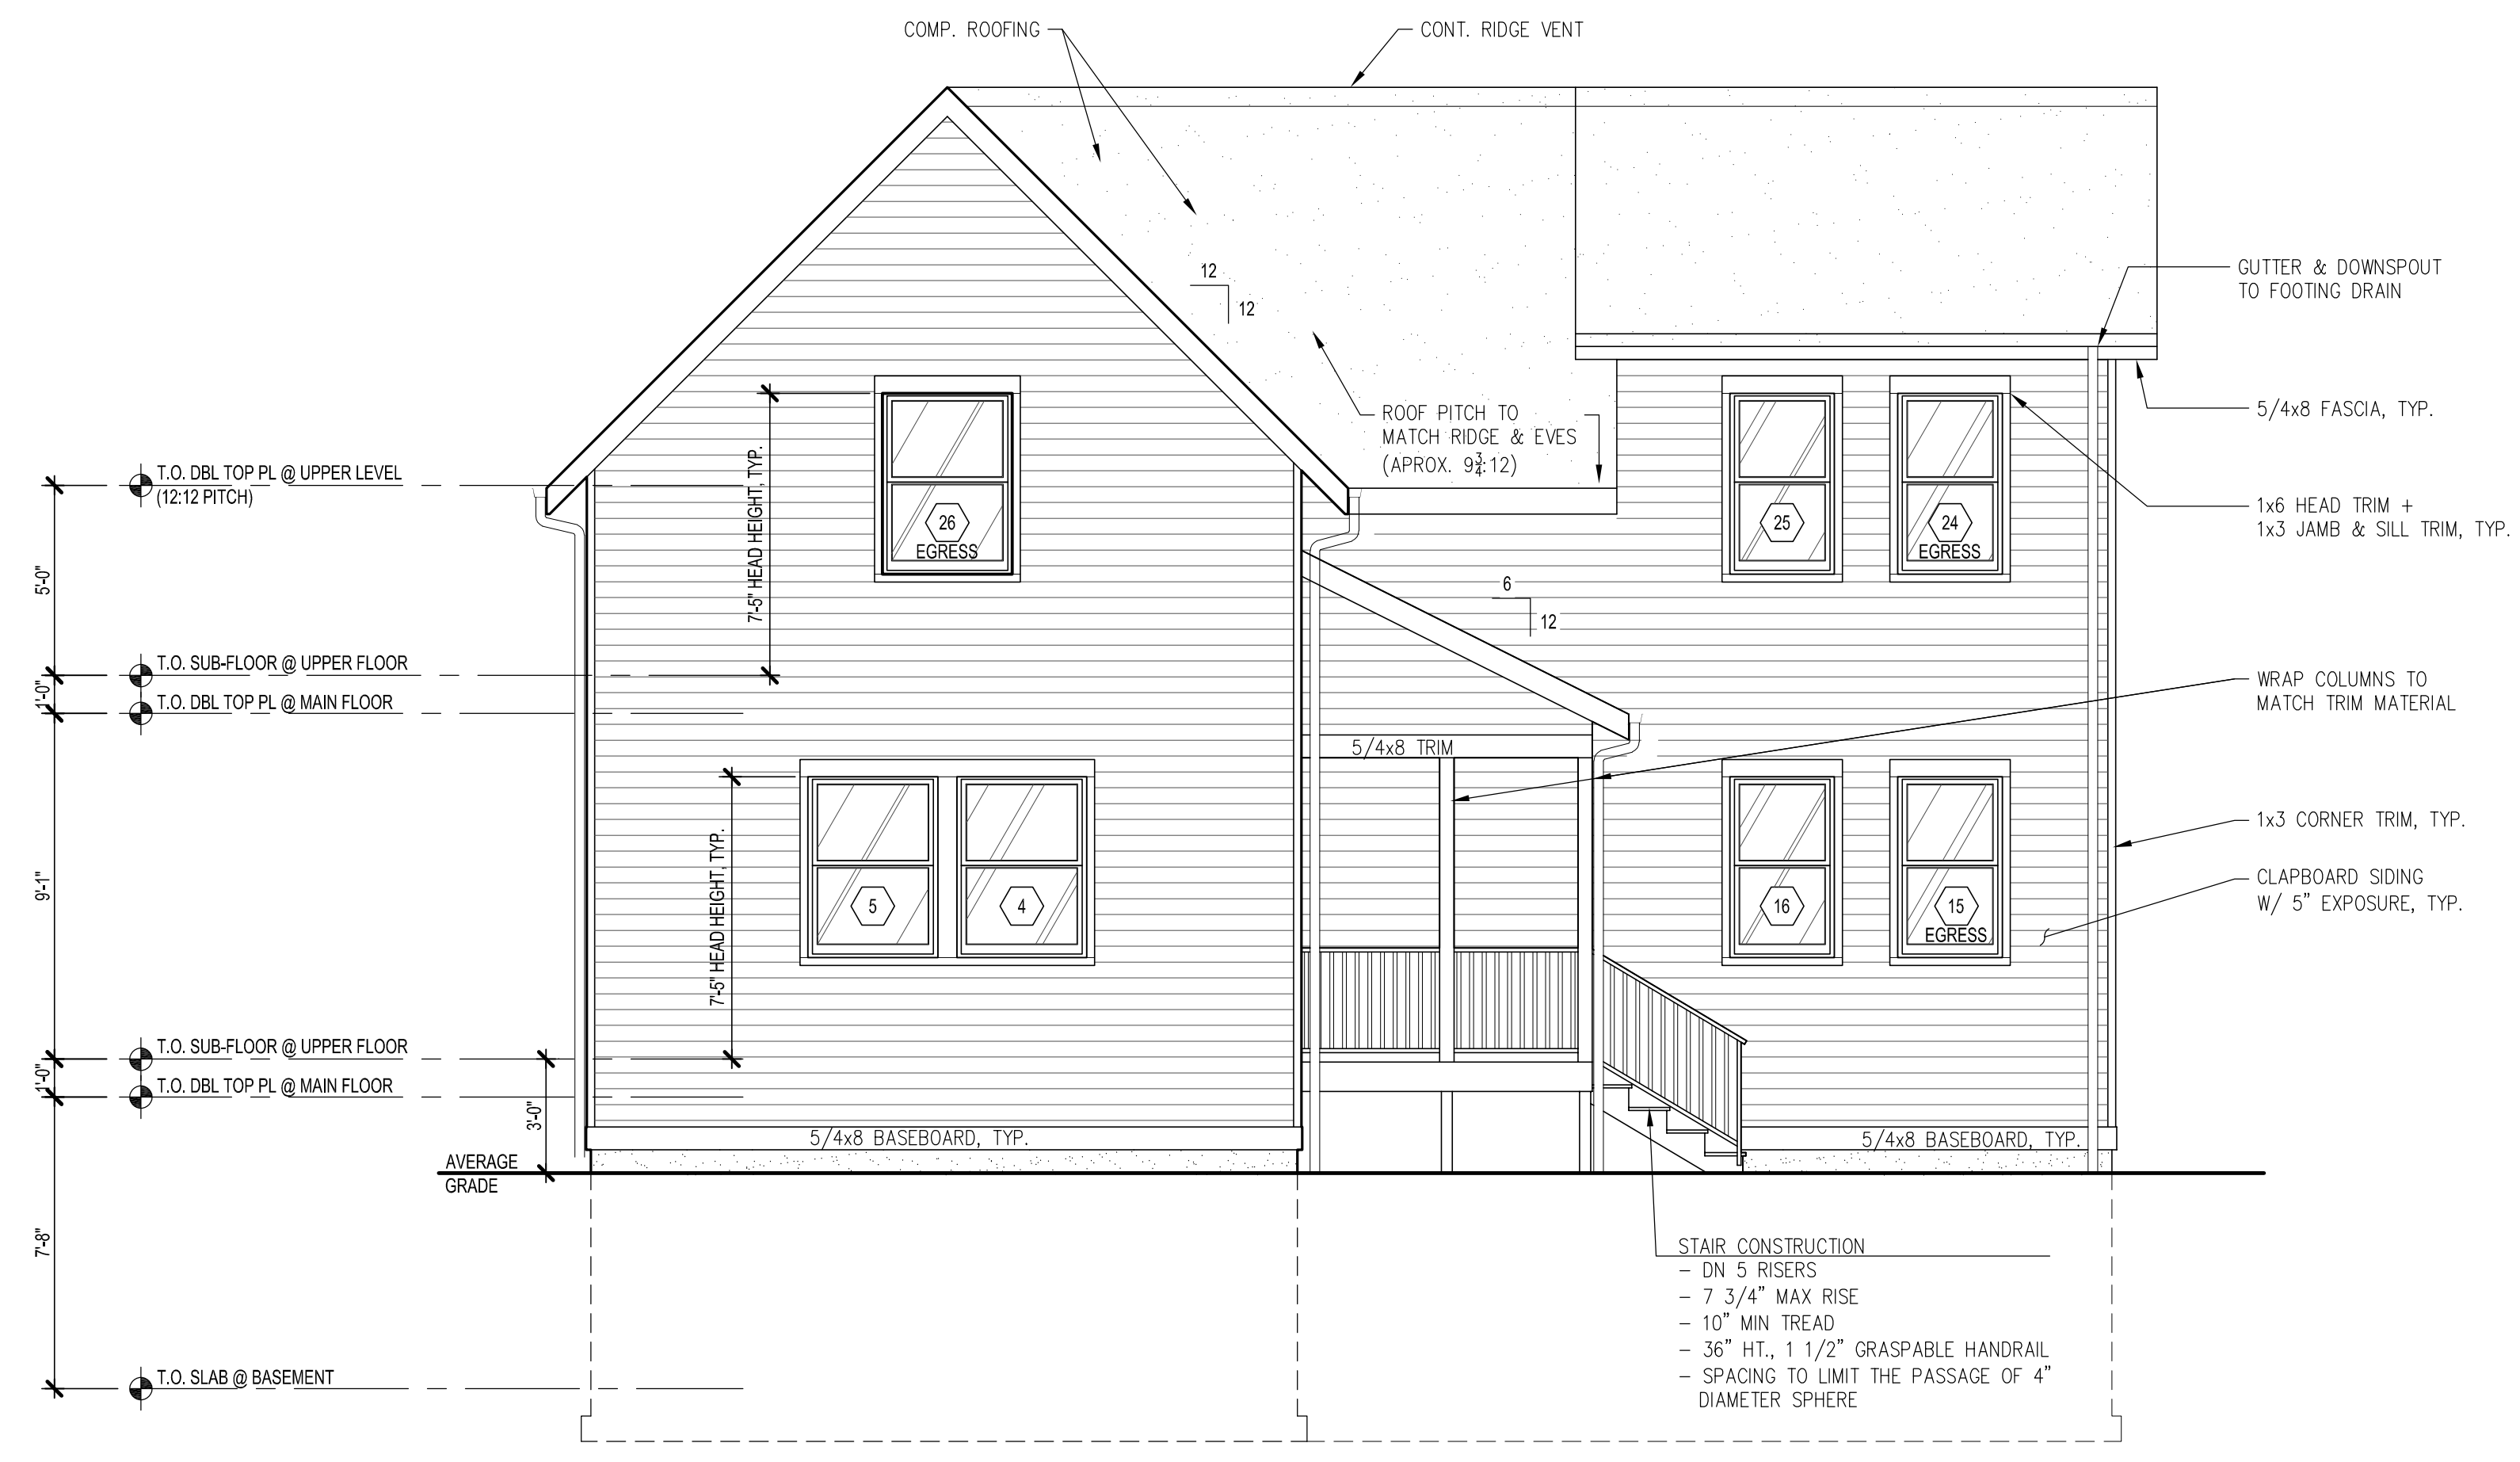 COMP. ROOFING
CONT. RIDGE VENT
GUTTER & DOWNSPOUT
TO FOOTING DRAIN
12
12
5/4x8 FASCIA, TYP.
ROOF PITCH TO
MATCH RIDGE & EVES
(APROX. 9 3/4:12)
T.O. DBL TOP PL @ UPPER LEVEL
(12:12 PITCH)
7'-5" HEAD HEIGHT, TYP.
26
EGRESS
25
24
EGRESS
1x6 HEAD TRIM +
1x3 JAMB & SILL TRIM, TYP.
5'-0"
6
12
T.O. SUB-FLOOR @ UPPER FLOOR
1'-0"
T.O. DBL TOP PL @ MAIN FLOOR
WRAP COLUMNS TO
MATCH TRIM MATERIAL
5/4x8 TRIM
9'-1"
7'-5" HEAD HEIGHT, TYP.
5
4
16
15
EGRESS
1x3 CORNER TRIM, TYP.
CLAPBOARD SIDING
W/ 5" EXPOSURE, TYP.
T.O. SUB-FLOOR @ UPPER FLOOR
1'-0"
T.O. DBL TOP PL @ MAIN FLOOR
3'-0"
5/4x8 BASEBOARD, TYP.
5/4x8 BASEBOARD, TYP.
AVERAGE
GRADE
7'-8"
STAIR CONSTRUCTION
- DN 5 RISERS
- 7 3/4" MAX RISE
- 10" MIN TREAD
- 36" HT., 1 1/2" GRASPABLE HANDRAIL
- SPACING TO LIMIT THE PASSAGE OF 4"
DIAMETER SPHERE
T.O. SLAB @ BASEMENT